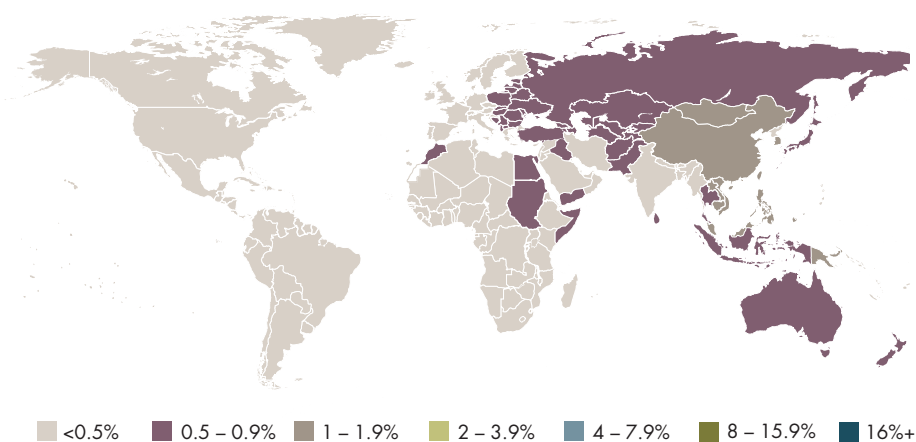 <0.5% 0.5 – 0.9% 1 – 1.9% 2 – 3.9% 4 – 7.9% 8 – 15.9% 16%+